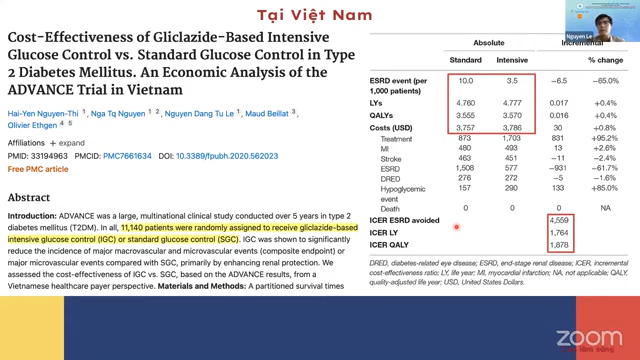 Tại Việt Nam
Nguyen Le
Cost-Effectiveness of Gliclazide-Based Intensive
Glucose Control vs. Standard Glucose Control in Type
2 Diabetes Mellitus. An Economic Analysis of the
ADVANCE Trial in Vietnam
Hai-Yen Nguyen-Thi 1, Nga Tq Nguyen 1 2, Nguyen Dang Tu Le 1, Maud Beillat 3,
Olivier Ethgen 4 5
Affiliations + expand
PMID: 33194963 PMCID: PMC7661634 DOI: 10.3389/fpubh.2020.562023
Free PMC article
Abstract
Introduction: ADVANCE was a large, multinational clinical study conducted over 5 years in type 2
diabetes (T2DM). In all, 11,140 patients were randomly assigned to receive gliclazide-based
intensive glucose control (IGC) or standard glucose control (SGC). IGC was shown to significantly
reduce the incidence of major macrovascular and microvascular events (composite endpoint) or
major microvascular events compared with SGC, primarily by enhancing renal protection. We
assessed the cost-effectiveness of IGC vs. SGC, based on the ADVANCE results, from a
Vietnamese healthcare payer perspective. Materials and Methods: A partitioned survival times
Absolute Incremental
Standard Intensive % change
ESRD event (per 10.0 3.5 −6.5 −65.0%
1,000 patients)
LYs 4.760 4.777 0.017 +0.4%
QALYs 3.555 3.570 0.016 +0.4%
Costs (USD) 3,757 3,786 30 +0.8%
Treatment 873 1,703 831 +95.2%
MI 480 493 13 +2.6%
Stroke 463 451 −11 −2.4%
ESRD 1,508 577 −931 −61.7%
DRED 276 272 −5 −1.6%
Hypoglycemic 157 290 133 +85.0%
event
Death 0 0 0 NA
ICER ESRD avoided 4,559
ICER LY 1,764
ICER QALY 1,878
DRED, diabetes-related eye disease; ESRD, end-stage renal disease; ICER, incremental
cost-effectiveness ratio; LY, life year; MI, myocardial infarction; NA, not applicable; QALY,
quality-adjusted life year; USD, United States Dollars.
zoom